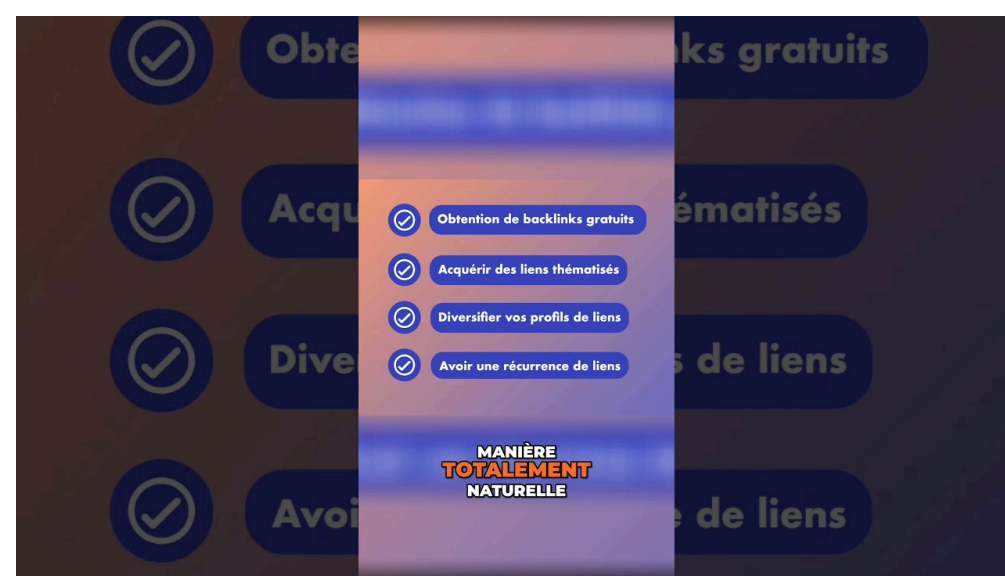 Obtention de backlinks gratuits
Acquérir des liens thématisés
Diversifier vos profils de liens
Avoir une récurrence de liens
MANIÈRE
TOTALEMENT
NATURELLE